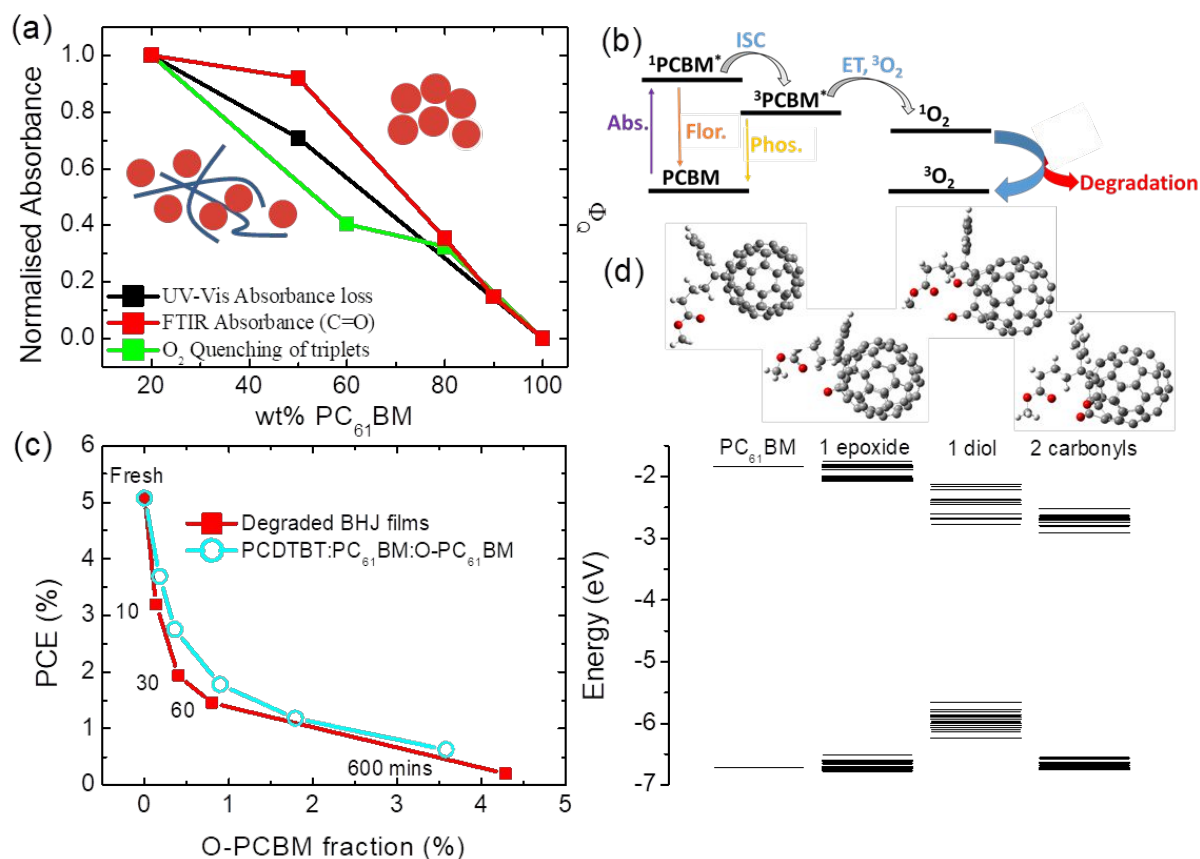 (a)
Normalised Absorbance
1.0
0.8
0.6
0.4
0.2
0.0
UV-Vis Absorbance loss
FTIR Absorbance (C=O)
O₂ Quenching of triplets
20 40 60 80 100
wt% PC₆₁BM
(b)
ISC
¹PCBM*
ET, ³O₂
³PCBM*
¹O₂
Abs.
Flor.
Phos.
PCBM
³O₂
Degradation
Φ_Q
(c)
PCE (%)
6
5
4
3
2
1
0
Fresh
Degraded BHJ films
PCDTBT:PC₆₁BM:O-PC₆₁BM
10
30
60
600 mins
0 1 2 3 4 5
O-PCBM fraction (%)
(d)
PC₆₁BM 1 epoxide 1 diol 2 carbonyls
Energy (eV)
-2
-3
-4
-5
-6
-7